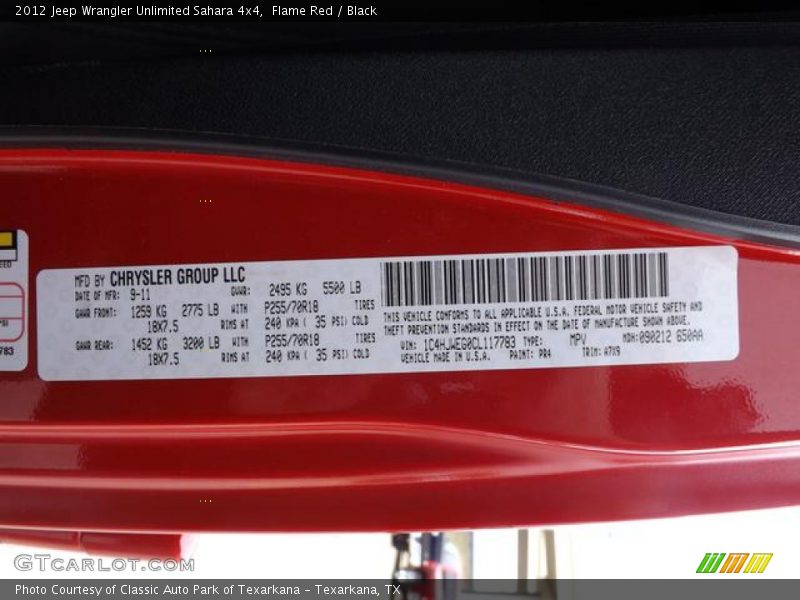 2012 Jeep Wrangler Unlimited Sahara 4x4,  Flame Red / Black
MFD BY CHRYSLER GROUP LLC
DATE OF MFR: 9-11 GVWR: 2495 KG 5500 LB
GAWR FRONT: 1259 KG 2775 LB WITH P255/70R18 TIRES
18X7.5 RIMS AT 240 KPA ( 35 PSI) COLD
GAWR REAR: 1452 KG 3200 LB WITH P255/70R18 TIRES
18X7.5 RIMS AT 240 KPA ( 35 PSI) COLD
THIS VEHICLE CONFORMS TO ALL APPLICABLE U.S.A. FEDERAL MOTOR VEHICLE SAFETY AND
THEFT PREVENTION STANDARDS IN EFFECT ON THE DATE OF MANUFACTURE SHOWN ABOVE.
VIN: 1C4HJWEG0CL117783 TYPE: MPV MDH: 090212 650AA
VEHICLE MADE IN U.S.A. PAINT: PR4 TRIM: A7X9
PSI
783
GTCarLot.com
Photo Courtesy of Classic Auto Park of Texarkana – Texarkana, TX